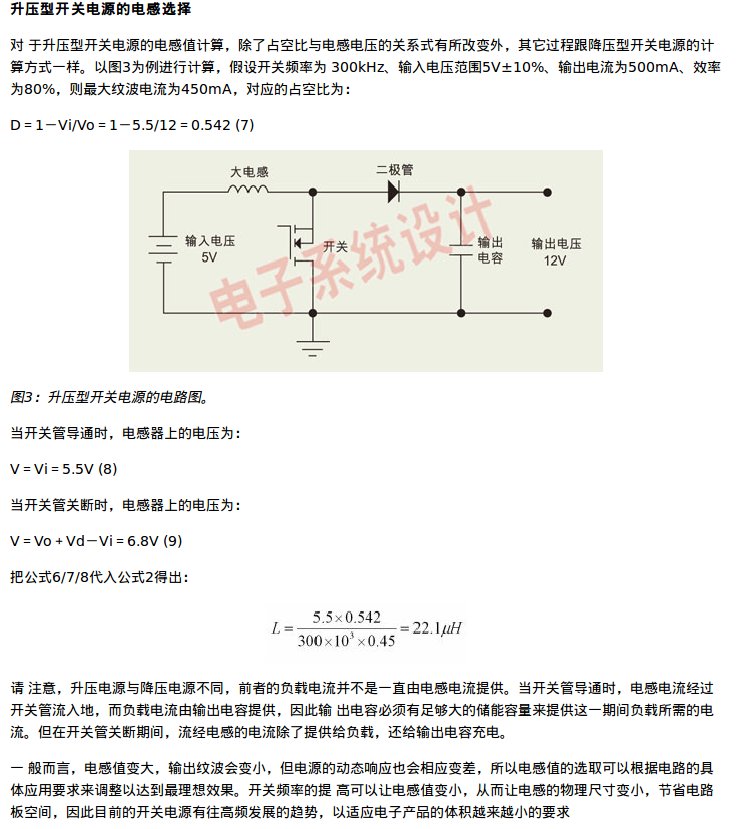 升压型开关电源的电感选择
对 于升压型开关电源的电感值计算，除了占空比与电感电压的关系式有所改变外，其它过程跟降压型开关电源的计
算方式一样。以图3为例进行计算，假设开关频率为 300kHz、输入电压范围5V±10%、输出电流为500mA、效率
为80%，则最大纹波电流为450mA，对应的占空比为：
D = 1－Vi/Vo = 1－5.5/12 = 0.542 (7)
大电感
二极管
输入电压
5V
开关
输出
电容
输出电压
12V
电子系统设计
图3：升压型开关电源的电路图。
当开关管导通时，电感器上的电压为：
V = Vi = 5.5V (8)
当开关管关断时，电感器上的电压为：
V = Vo + Vd－Vi = 6.8V (9)
把公式6/7/8代入公式2得出：
L = 5.5×0.542 / 300×10³×0.45 = 22.1μH
请 注意，升压电源与降压电源不同，前者的负载电流并不是一直由电感电流提供。当开关管导通时，电感电流经过
开关管流入地，而负载电流由输出电容提供，因此输 出电容必须有足够大的储能容量来提供这一期间负载所需的电
流。但在开关管关断期间，流经电感的电流除了提供给负载，还给输出电容充电。
一 般而言，电感值变大，输出纹波会变小，但电源的动态响应也会相应变差，所以电感值的选取可以根据电路的具
体应用要求来调整以达到最理想效果。开关频率的提 高可以让电感值变小，从而让电感的物理尺寸变小，节省电路
板空间，因此目前的开关电源有往高频发展的趋势，以适应电子产品的体积越来越小的要求